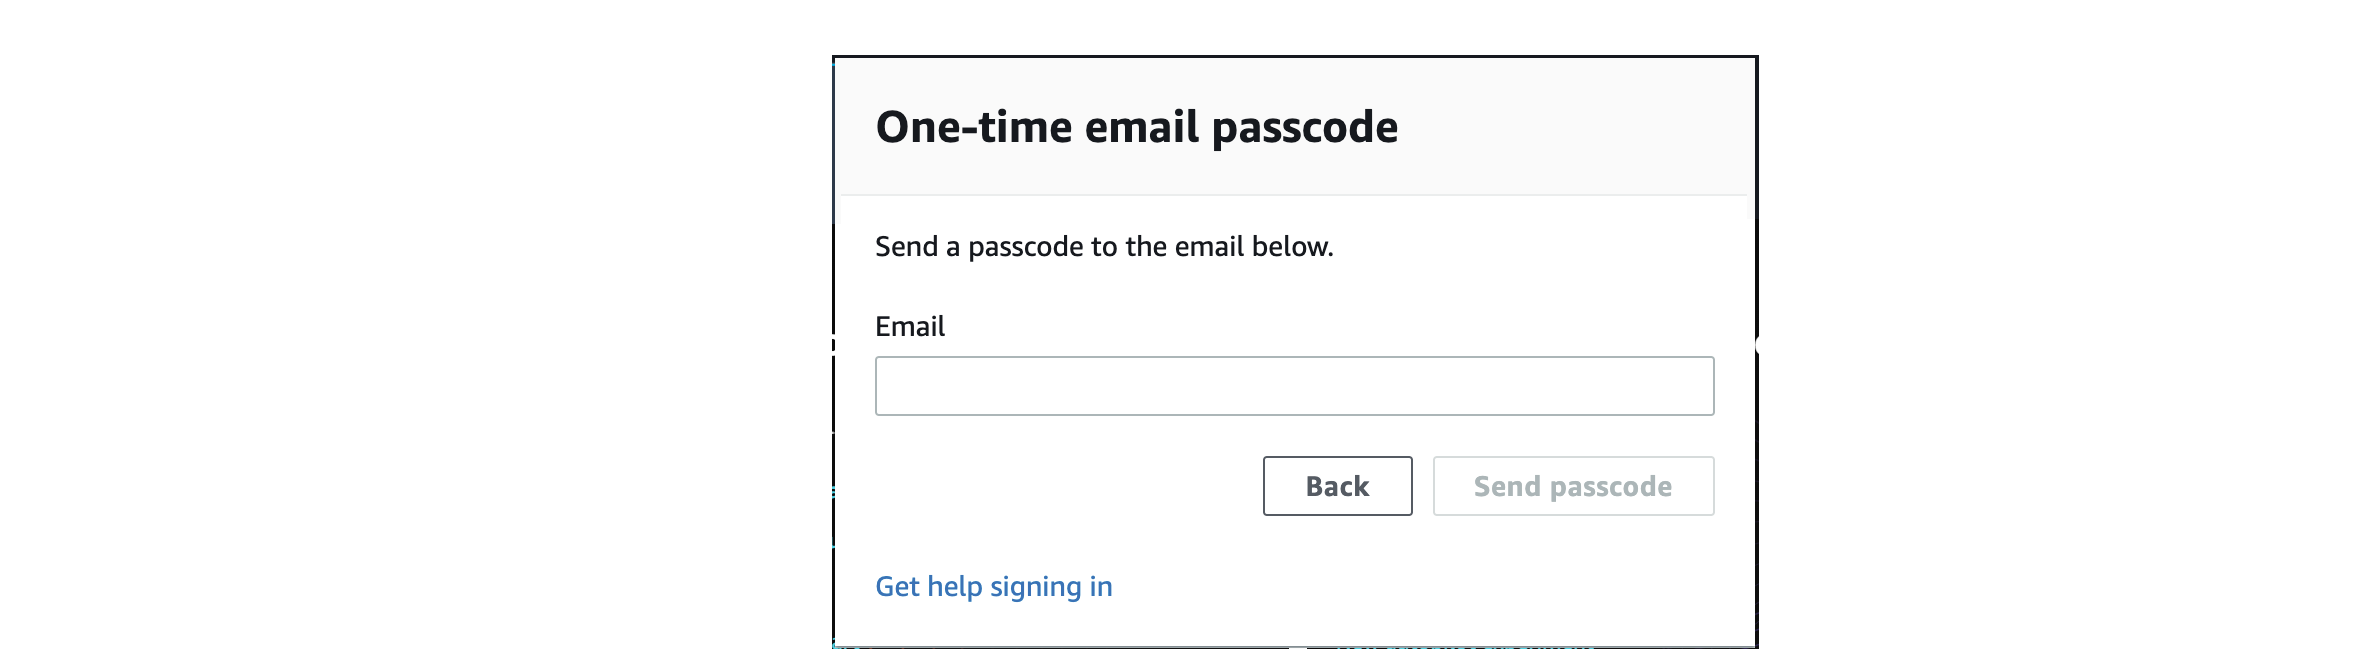 One-time email passcode
Send a passcode to the email below.
Email
Back
Send passcode
Get help signing in